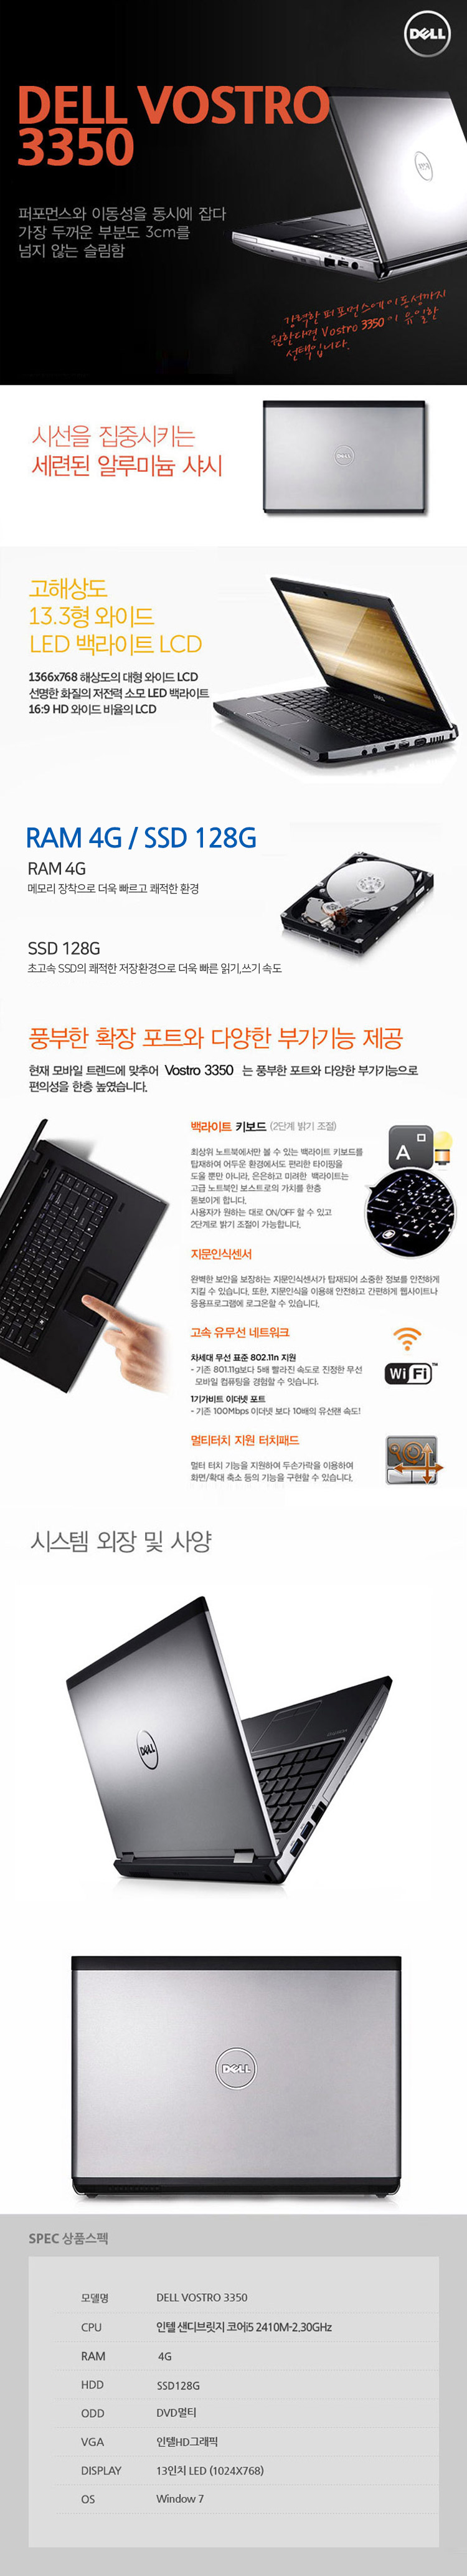 DELL
DELL VOSTRO
3350
퍼포먼스와 이동성을 동시에 잡다
가장 두꺼운 부분도 3cm를
넘지 않는 슬림함
강력한 퍼포먼스에 이동성까지
원한다면 Vostro 3350 이 유일한
선택입니다.
시선을 집중시키는
세련된 알루미늄 샤시
DELL
고해상도
13.3형 와이드
LED 백라이트 LCD
1366x768 해상도의 대형 와이드 LCD
선명한 화질의 저전력 소모 LED 백라이트
16:9 HD 와이드 비율의 LCD
DELL
RAM 4G / SSD 128G
RAM 4G
메모리 장착으로 더욱 빠르고 쾌적한 환경
SSD 128G
초고속 SSD의 쾌적한 저장환경으로 더욱 빠른 읽기,쓰기 속도
풍부한 확장 포트와 다양한 부가기능 제공
현재 모바일 트렌드에 맞추어 Vostro 3350 는 풍부한 포트와 다양한 부가기능으로
편의성을 한층 높였습니다.
백라이트 키보드 (2단계 밝기 조절)
최상위 노트북에서만 볼 수 있는 백라이트 키보드를
탑재하여 어두운 환경에서도 편리한 타이핑을
도울 뿐만 아니라, 은은하고 미려한 백라이트는
고급 노트북인 보스트로의 가치를 한층
돋보이게 합니다.
사용자가 원하는 대로 ON/OFF 할 수 있고
2단계로 밝기 조절이 가능합니다.
A
지문인식센서
완벽한 보안을 보장하는 지문인식센서가 탑재되어 소중한 정보를 안전하게
지킬 수 있습니다. 또한, 지문인식을 이용해 안전하고 간편하게 웹사이트나
응용프로그램에 로그온할 수 있습니다.
고속 유무선 네트워크
차세대 무선 표준 802.11n 지원
- 기존 801.11g보다 5배 빨라진 속도로 진정한 무선
모바일 컴퓨팅을 경험할 수 있습니다.
Wi Fi TM
1기가비트 이더넷 포트
- 기존 100Mbps 이더넷 보다 10배의 유선랜 속도!
멀티터치 지원 터치패드
멀티 터치 기능을 지원하여 두손가락을 이용하여
화면/확대 축소 등의 기능을 구현할 수 있습니다.
시스템 외장 및 사양
DELL
DELL
SPEC 상품스펙
모델명 DELL VOSTRO 3350
CPU 인텔 샌디브릿지 코어i5 2410M-2.30GHz
RAM 4G
HDD SSD128G
ODD DVD멀티
VGA 인텔HD그래픽
DISPLAY 13인치 LED (1024X768)
OS Window 7